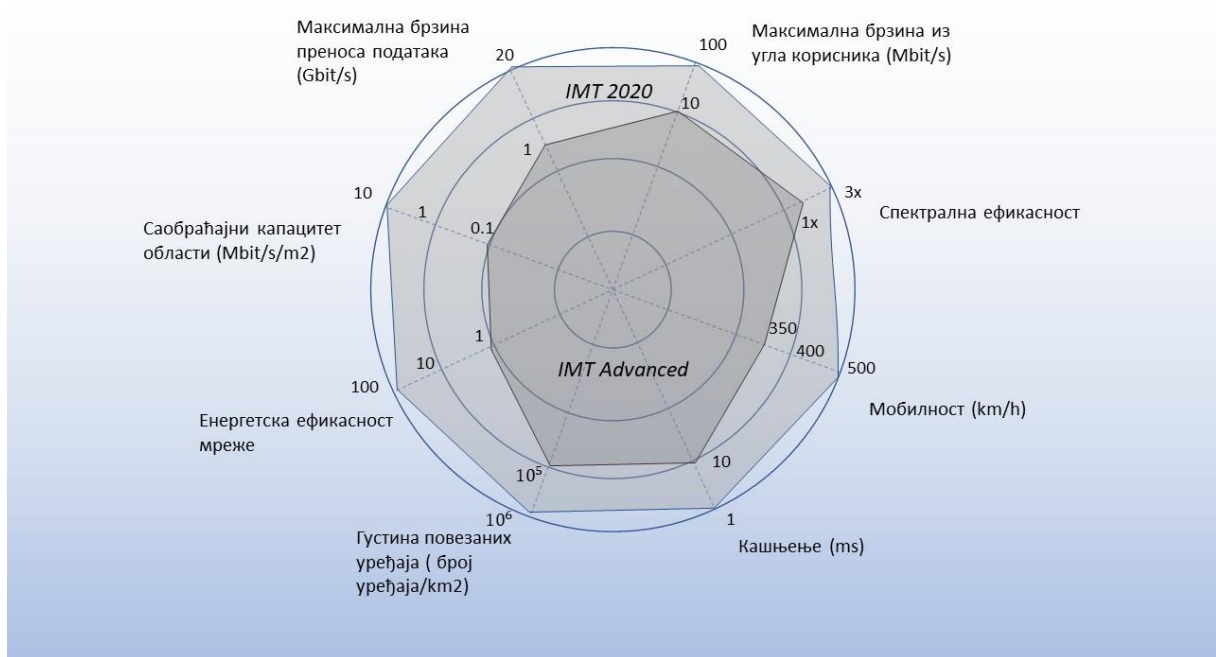 Максимална брзина
преноса података
(Gbit/s)
20
1
IMT 2020
100
10
Максимална брзина из
угла корисника (Mbit/s)
3x
1x
Спектрална ефикасност
350
400
500
Мобилност (km/h)
10
1
Кашњење (ms)
10⁵
10⁶
Густина повезаних
уређаја ( број
уређаја/km2)
1
10
100
Енергетска ефикасност
мреже
10
1
0.1
Саобраћајни капацитет
области (Mbit/s/m2)
IMT Advanced